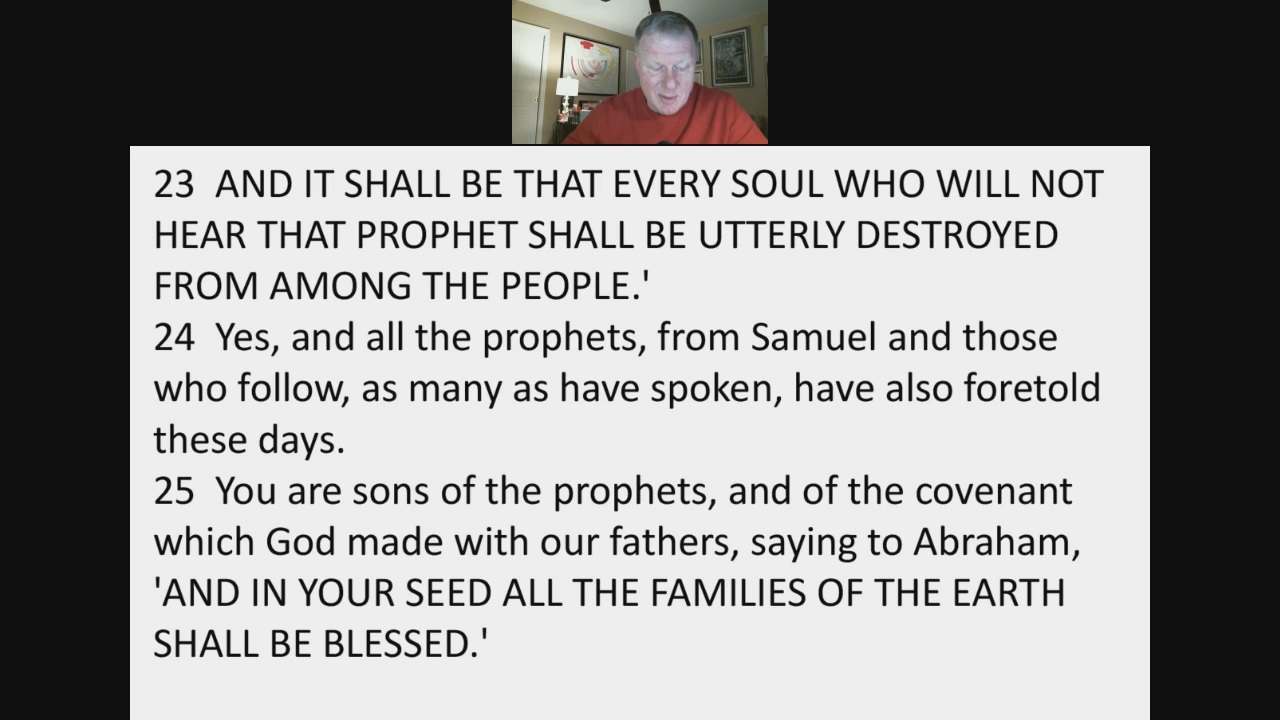 23  AND IT SHALL BE THAT EVERY SOUL WHO WILL NOT
HEAR THAT PROPHET SHALL BE UTTERLY DESTROYED
FROM AMONG THE PEOPLE.'
24  Yes, and all the prophets, from Samuel and those
who follow, as many as have spoken, have also foretold
these days.
25  You are sons of the prophets, and of the covenant
which God made with our fathers, saying to Abraham,
'AND IN YOUR SEED ALL THE FAMILIES OF THE EARTH
SHALL BE BLESSED.'